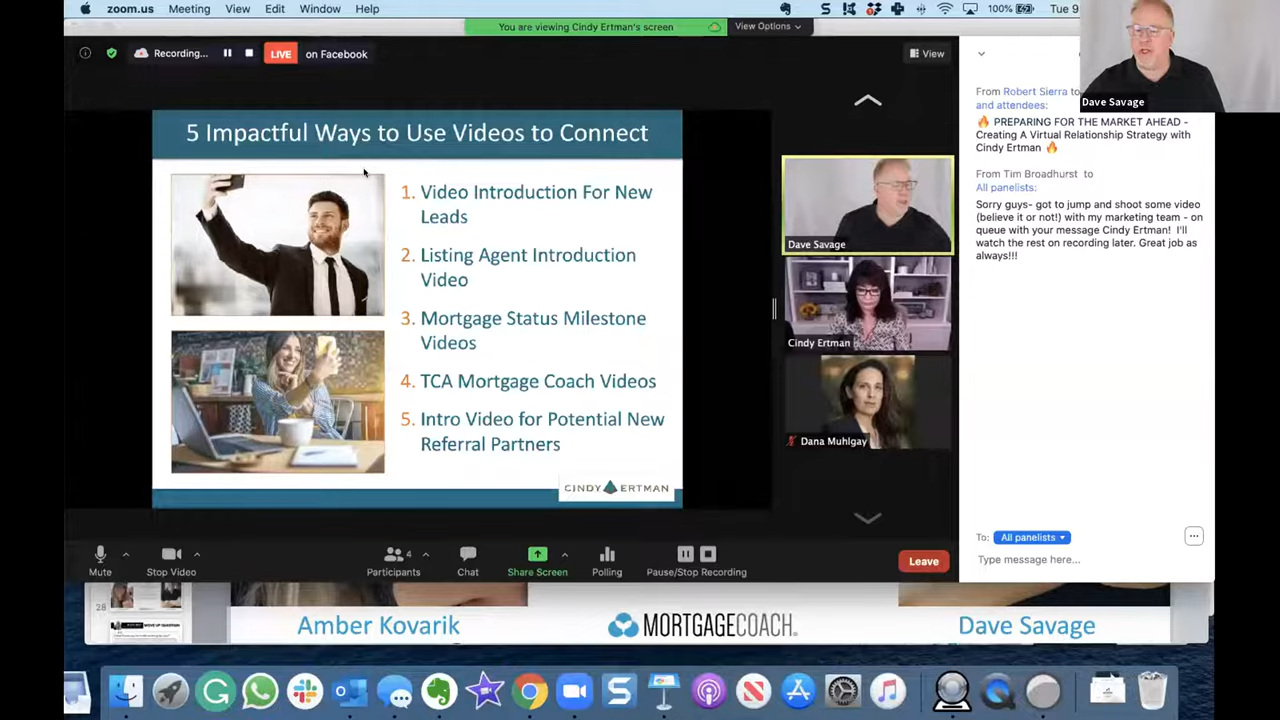 zoom.us Meeting View Edit Window Help
100% Tue 9
You are viewing Cindy Ertman's screen
View Options
Recording...
LIVE on Facebook
View
5 Impactful Ways to Use Videos to Connect
1. Video Introduction For New
Leads
2. Listing Agent Introduction
Video
3. Mortgage Status Milestone
Videos
4. TCA Mortgage Coach Videos
5. Intro Video for Potential New
Referral Partners
CINDY ERTMAN
Dave Savage
Cindy Ertman
Dana Muhlgay
Dave Savage
From Robert Sierra to
and attendees:
🔥 PREPARING FOR THE MARKET AHEAD -
Creating A Virtual Relationship Strategy with
Cindy Ertman 🔥
From Tim Broadhurst to
All panelists:
Sorry guys- got to jump and shoot some video
(believe it or not!) with my marketing team - on
queue with your message Cindy Ertman! I'll
watch the rest on recording later. Great job as
always!!!
To: All panelists
Type message here...
Mute
Stop Video
4
Participants
Chat
Share Screen
Polling
Pause/Stop Recording
Leave
28
Amber Kovarik
MORTGAGECOACH
Dave Savage